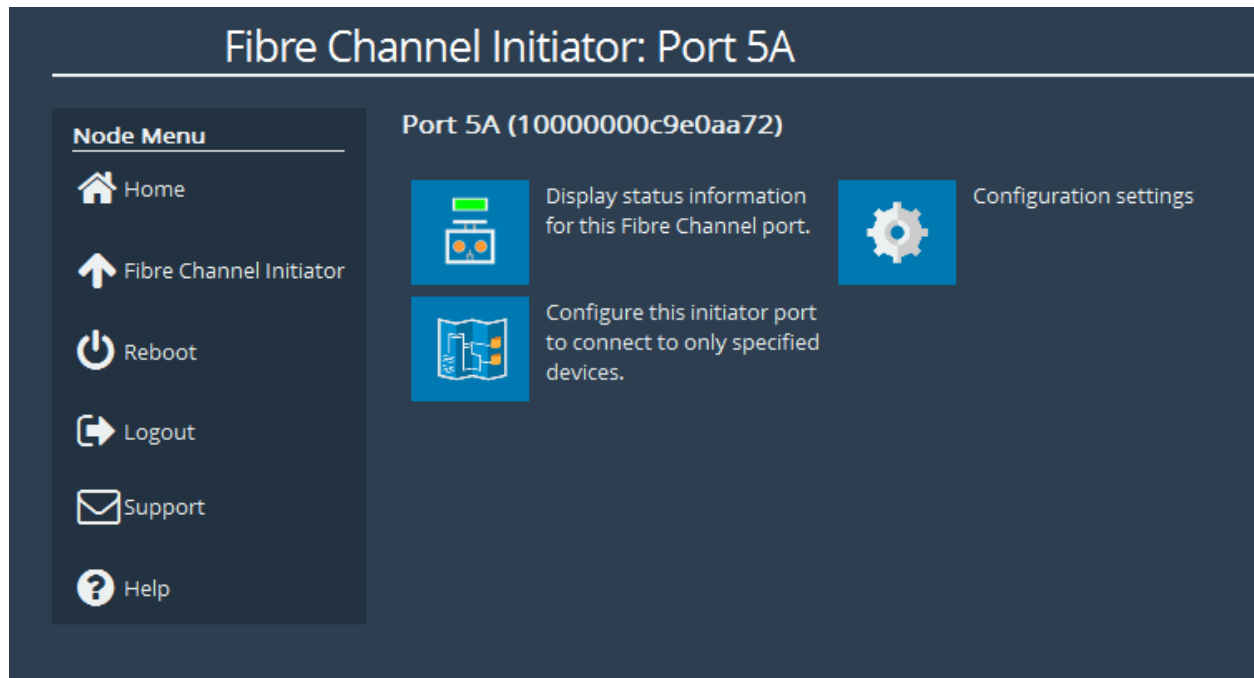 Fibre Channel Initiator: Port 5A
Node Menu
Home
Fibre Channel Initiator
Reboot
Logout
Support
Help
Port 5A (10000000c9e0aa72)
Display status information
for this Fibre Channel port.
Configuration settings
Configure this initiator port
to connect to only specified
devices.